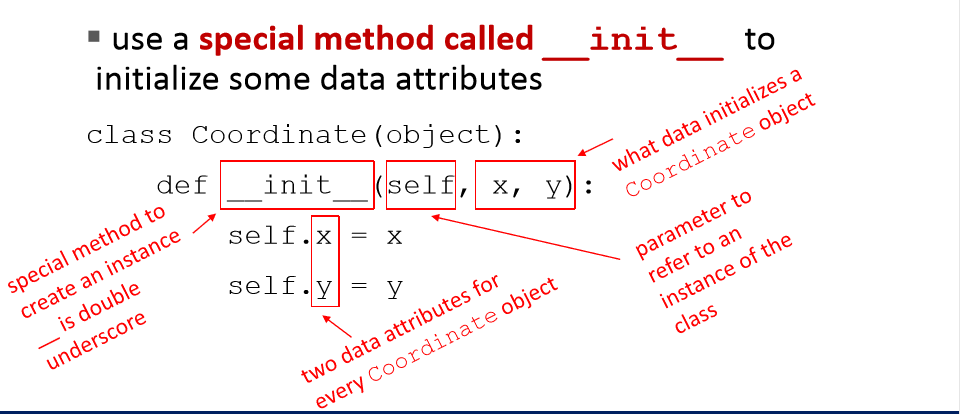 ▪ use a special method called __init__ to
initialize some data attributes
class Coordinate(object):
def __init__(self, x, y):
self.x = x
self.y = y
what data initializes a
Coordinate object
special method to
create an instance
__ is double
underscore
two data attributes for
every Coordinate object
parameter to
refer to an
instance of the
class